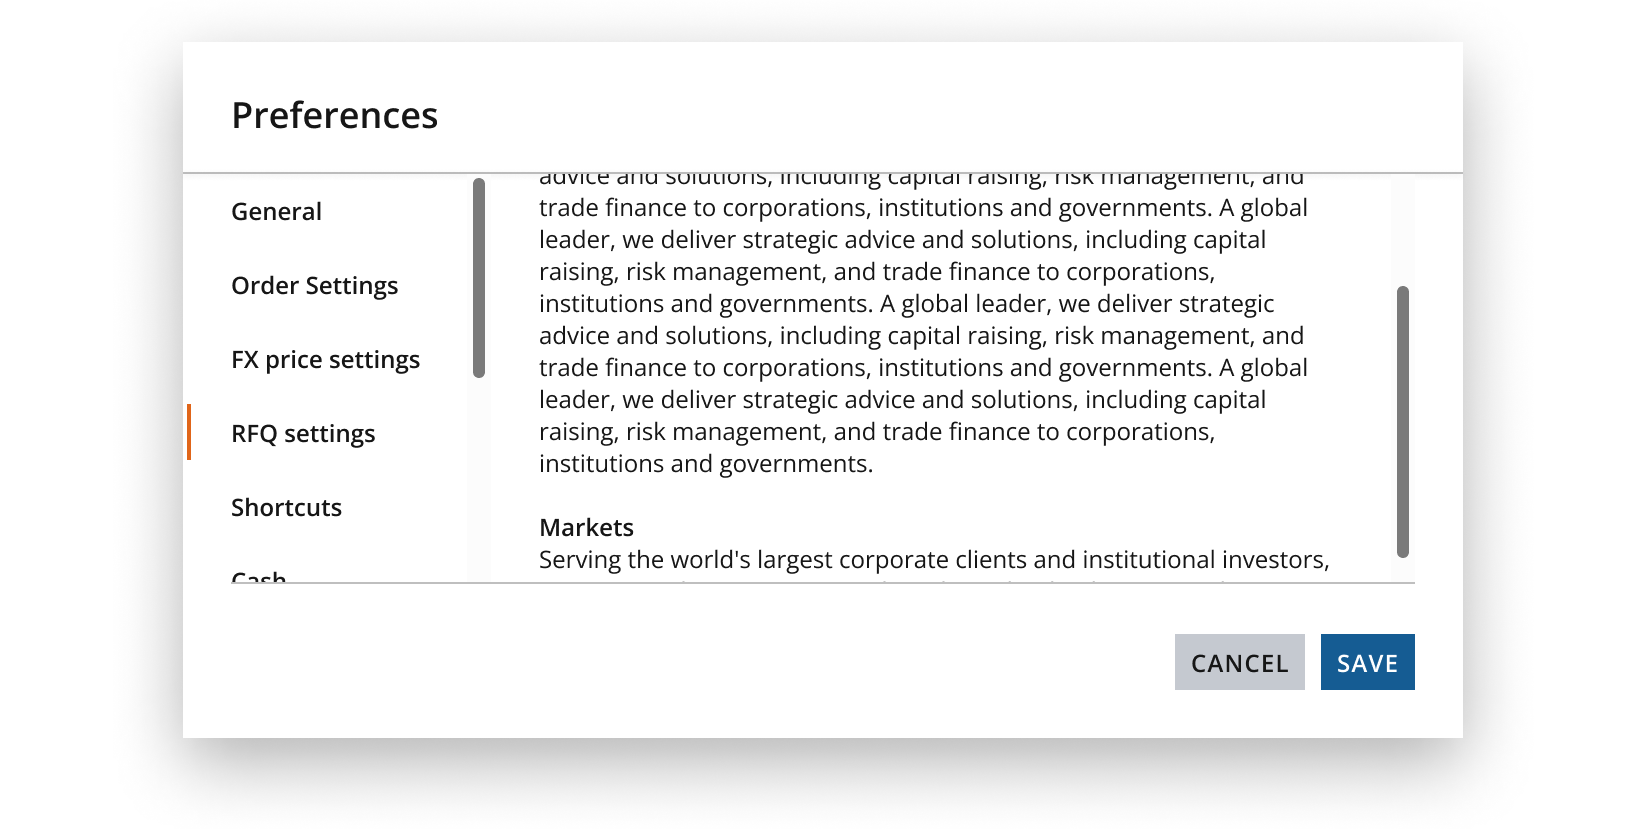 Preferences
General
Order Settings
FX price settings
RFQ settings
Shortcuts
Cash
advice and solutions, including capital raising, risk management, and
trade finance to corporations, institutions and governments. A global
leader, we deliver strategic advice and solutions, including capital
raising, risk management, and trade finance to corporations,
institutions and governments. A global leader, we deliver strategic
advice and solutions, including capital raising, risk management, and
trade finance to corporations, institutions and governments. A global
leader, we deliver strategic advice and solutions, including capital
raising, risk management, and trade finance to corporations,
institutions and governments.
Markets
Serving the world's largest corporate clients and institutional investors,
CANCEL
SAVE